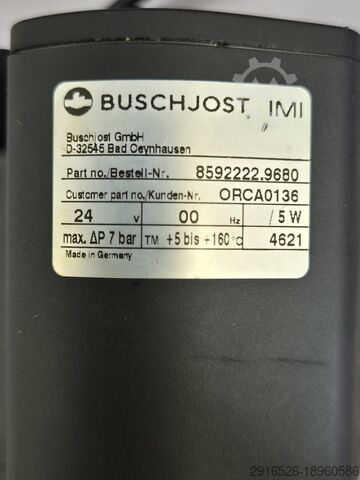 BUSCHJOST IMI
Buschjost GmbH
D-32545 Bad Oeynhausen
Part no./Bestell-Nr. 8592222.9680
Customer part no./Kunden-Nr. ORCA0136
24 V 00 Hz / 5 W
max. ΔP 7 bar TM +5 bis +160°C 4621
Made in Germany
2916526-18960586